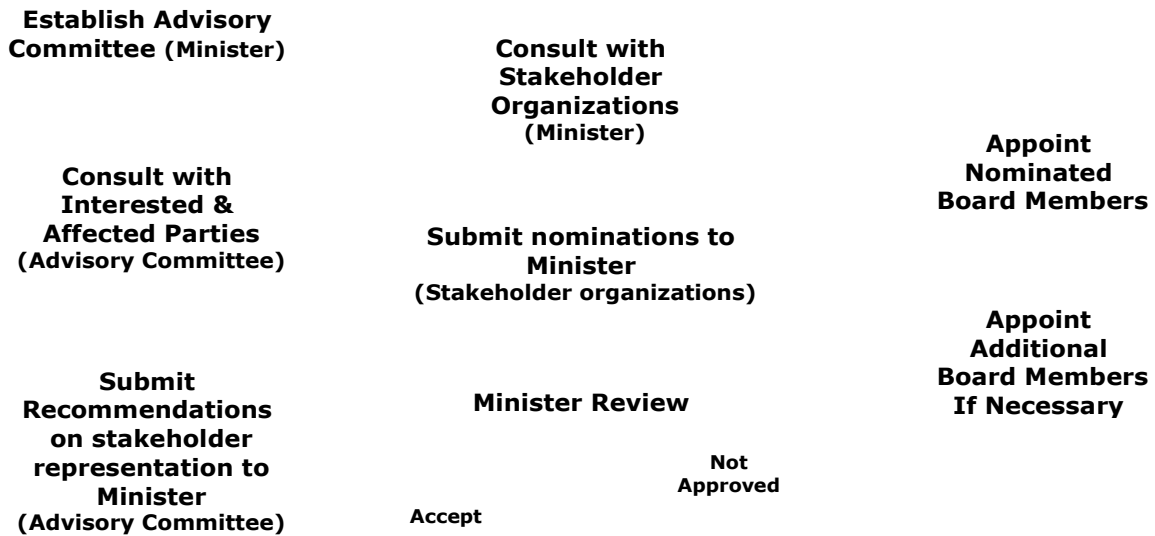 Establish Advisory
Committee (Minister)
Consult with
Interested &
Affected Parties
(Advisory Committee)
Submit
Recommendations
on stakeholder
representation to
Minister
(Advisory Committee)
Consult with
Stakeholder
Organizations
(Minister)
Submit nominations to
Minister
(Stakeholder organizations)
Minister Review
Not
Approved
Accept
Appoint
Nominated
Board Members
Appoint
Additional
Board Members
If Necessary